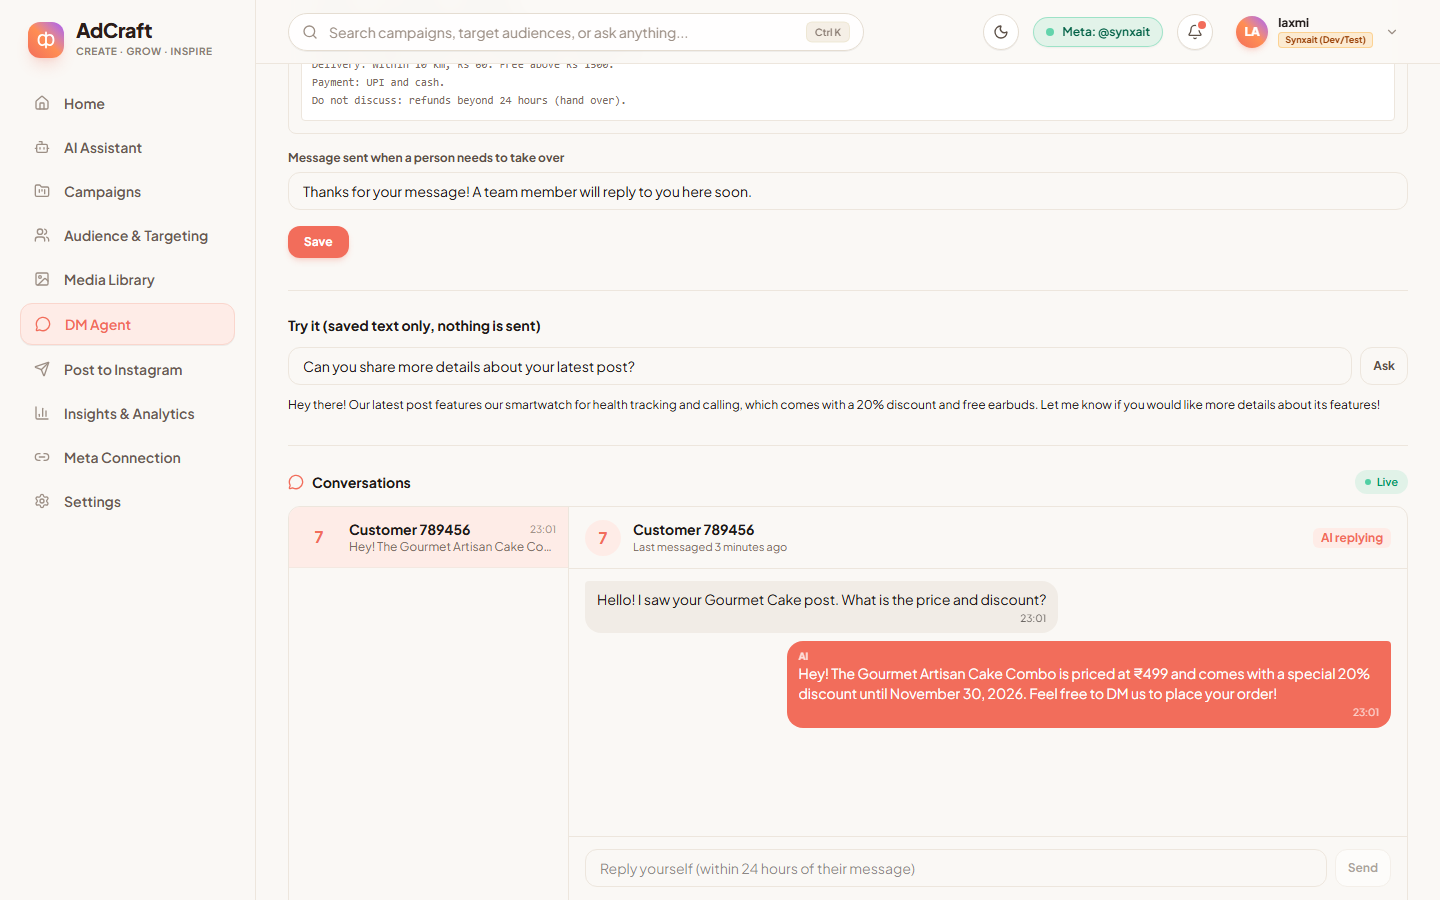 AdCraft
CREATE · GROW · INSPIRE
Search campaigns, target audiences, or ask anything...
Ctrl K
Meta: @synxait
LA
laxmi
Synxait (Dev/Test)
Home
AI Assistant
Campaigns
Audience & Targeting
Media Library
DM Agent
Post to Instagram
Insights & Analytics
Meta Connection
Settings
Delivery: Within 10 km, Rs 60. Free above Rs 1500.
Payment: UPI and cash.
Do not discuss: refunds beyond 24 hours (hand over).
Message sent when a person needs to take over
Thanks for your message! A team member will reply to you here soon.
Save
Try it (saved text only, nothing is sent)
Can you share more details about your latest post?
Ask
Hey there! Our latest post features our smartwatch for health tracking and calling, which comes with a 20% discount and free earbuds. Let me know if you would like more details about its features!
Conversations
Live
7
Customer 789456
23:01
Hey! The Gourmet Artisan Cake Co...
7
Customer 789456
Last messaged 3 minutes ago
AI replying
Hello! I saw your Gourmet Cake post. What is the price and discount?
23:01
AI
Hey! The Gourmet Artisan Cake Combo is priced at ₹499 and comes with a special 20%
discount until November 30, 2026. Feel free to DM us to place your order!
23:01
Reply yourself (within 24 hours of their message)
Send